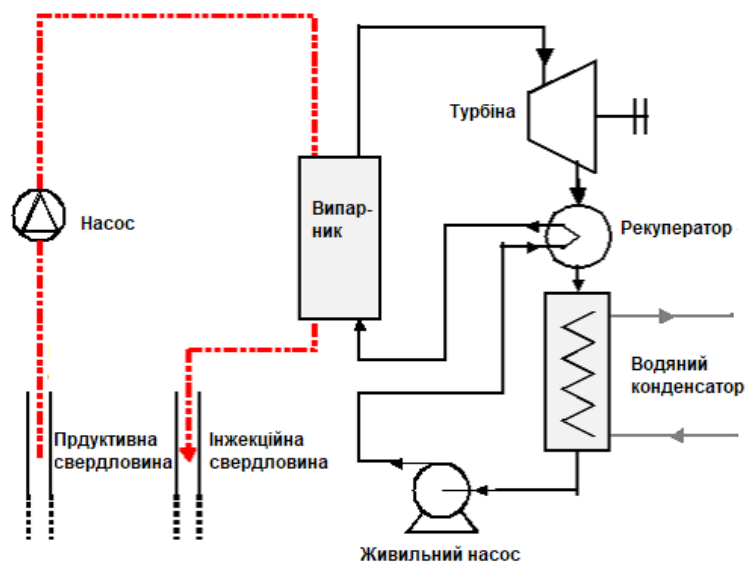 Турбіна
Випар-
ник
Насос
Рекуператор
Водяний
конденсатор
Прдуктивна
свердловина
Інжекційна
свердловина
Живильний насос